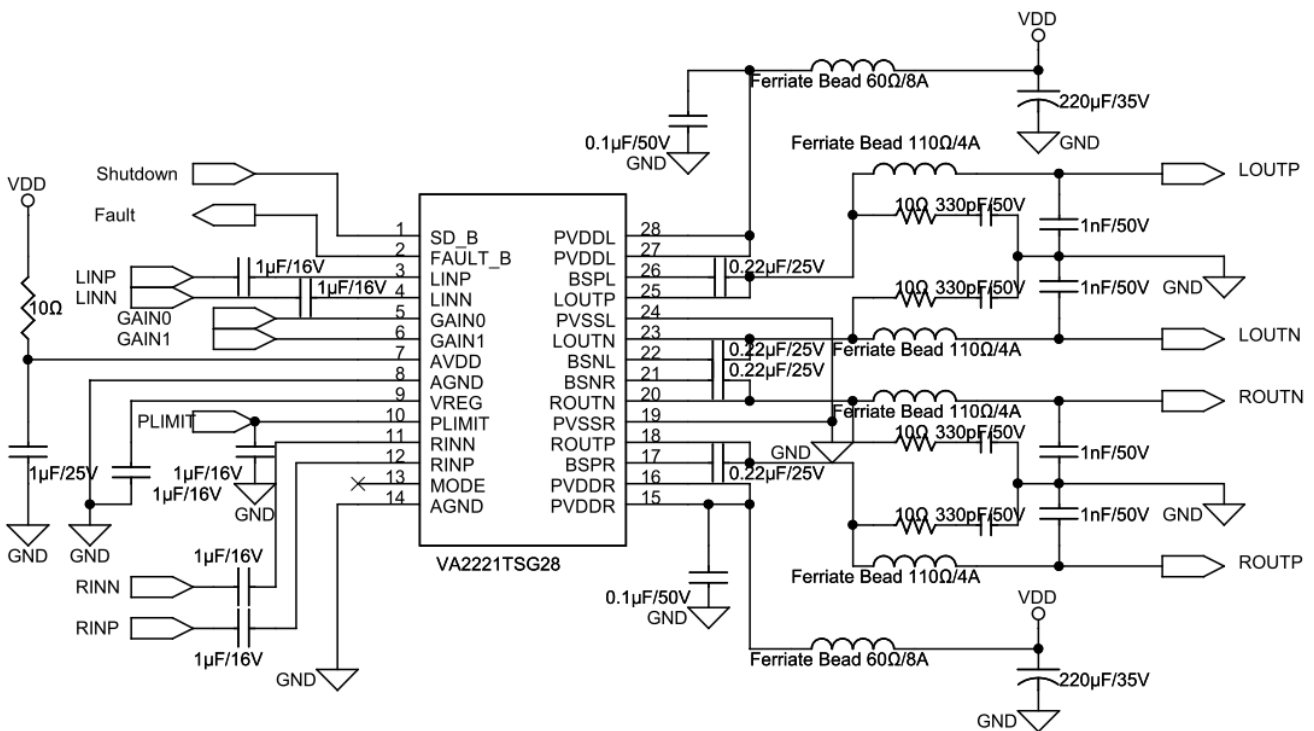 VDD
Ferriate Bead 60Ω/8A
220µF/35V
0.1µF/50V
GND
GND
Ferriate Bead 110Ω/4A
Shutdown
LOUTP
VDD
10Ω 330pF/50V
Fault
1nF/50V
1 SD_B PVDDL 28
2 FAULT_B PVDDL 27
LINP 1µF/16V 3 LINP BSPL 26 0.22µF/25V
LINN 1µF/16V 4 LINN LOUTP 25
10Ω 330pF/50V
1nF/50V
GND
10Ω
GAIN0 5 GAIN0 PVSSL 24
GAIN1 6 GAIN1 LOUTN 23
LOUTN
0.22µF/25V Ferriate Bead 110Ω/4A
7 AVDD BSNL 22
0.22µF/25V
8 AGND BSNR 21
9 VREG ROUTN 20
ROUTN
Ferriate Bead 110Ω/4A
PLIMIT 10 PLIMIT PVSSR 19
10Ω 330pF/50V
11 RINN ROUTP 18
GND
1nF/50V
12 RINP BSPR 17
1µF/25V
1µF/16V
0.22µF/25V
13 MODE PVDDR 16
1µF/16V
14 AGND PVDDR 15
GND
10Ω 330pF/50V
1nF/50V
GND
GND
GND
VA2221TSG28
1µF/16V
ROUTP
Ferriate Bead 110Ω/4A
RINN
0.1µF/50V
GND
VDD
RINP
1µF/16V
Ferriate Bead 60Ω/8A
GND
220µF/35V
GND